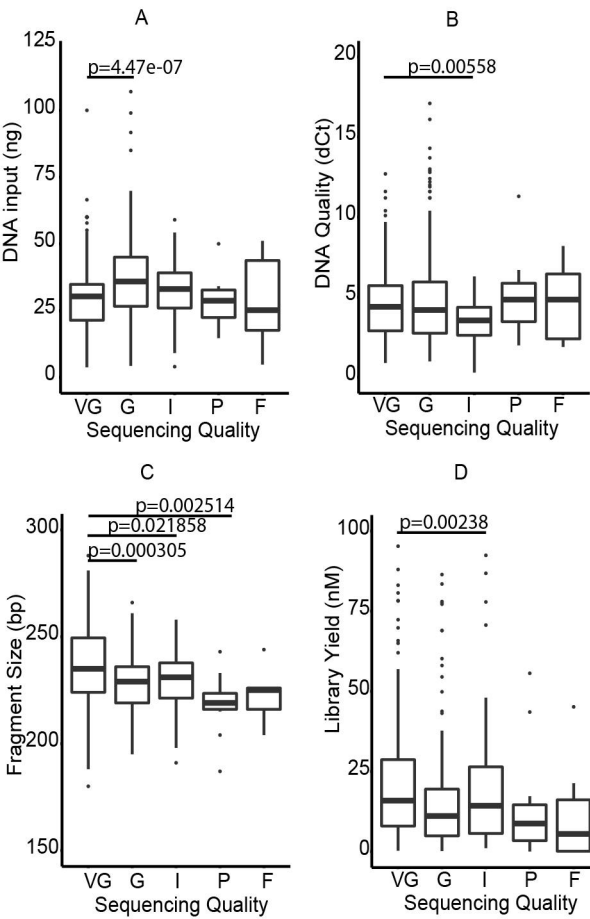 A
125
100
75
50
25
0
DNA input (ng)
p=4.47e-07
VG G I P F
Sequencing Quality
B
20
15
10
5
0
DNA Quality (dCt)
p=0.00558
VG G I P F
Sequencing Quality
C
300
250
200
150
Fragment Size (bp)
p=0.002514
p=0.021858
p=0.000305
VG G I P F
Sequencing Quality
D
100
75
50
25
0
Library Yield (nM)
p=0.00238
VG G I P F
Sequencing Quality